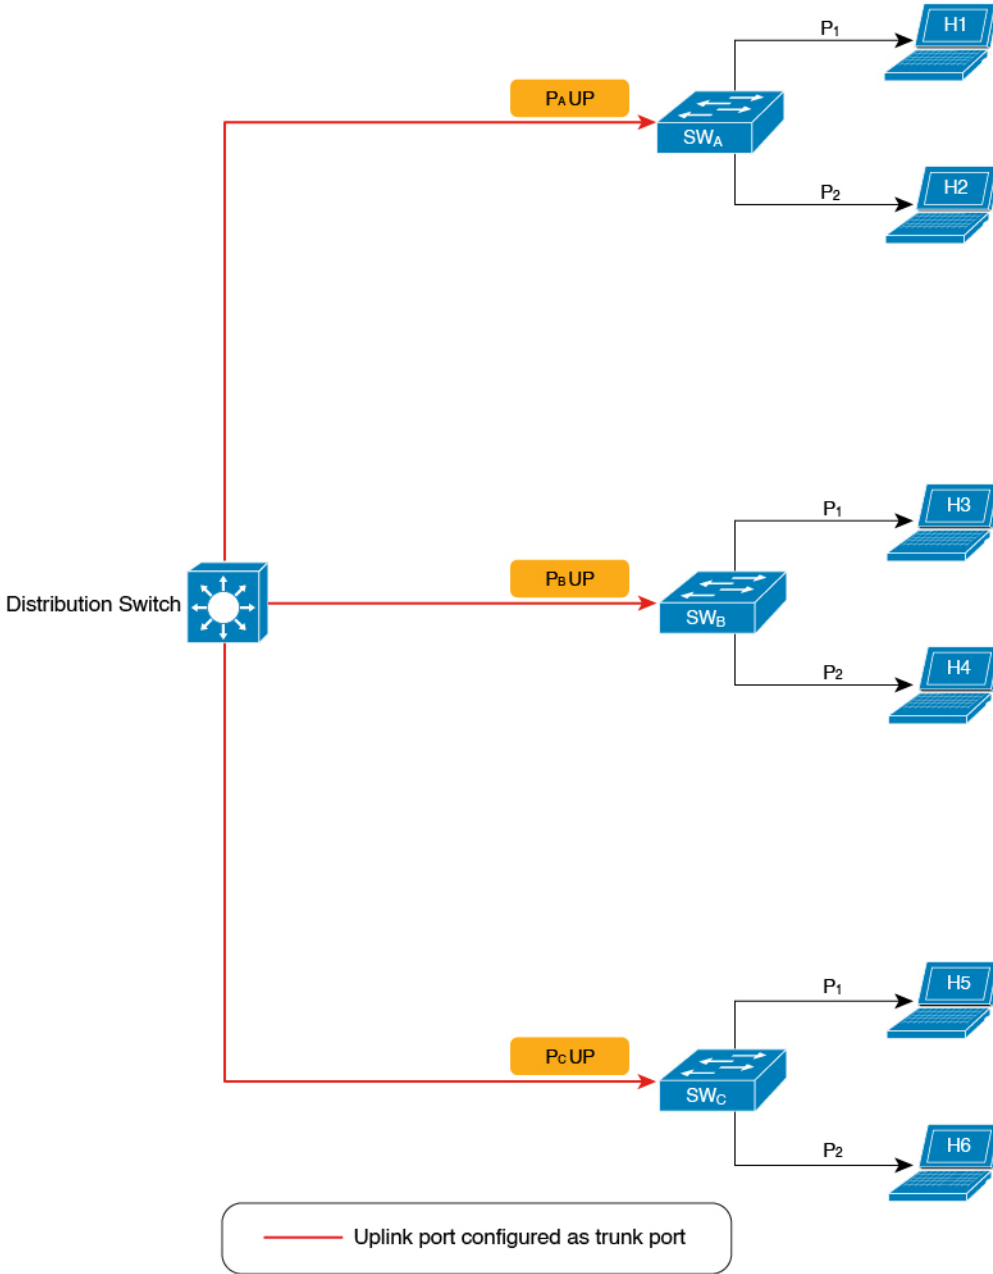 P₁
H1
PA UP
SWA
P₂
H2
P₁
H3
PB UP
Distribution Switch
SWB
P₂
H4
P₁
H5
PC UP
SWC
P₂
H6
Uplink port configured as trunk port